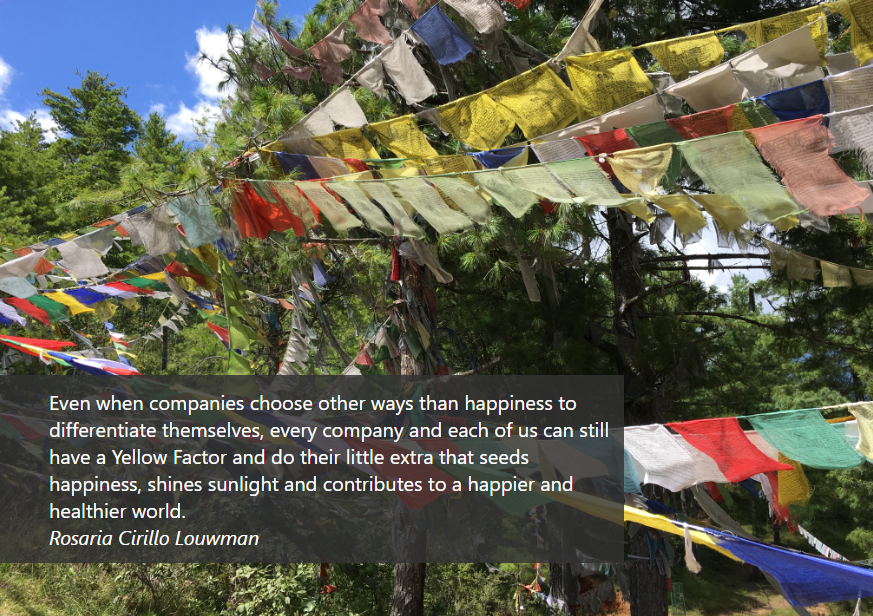 Even when companies choose other ways than happiness to
differentiate themselves, every company and each of us can still
have a Yellow Factor and do their little extra that seeds
happiness, shines sunlight and contributes to a happier and
healthier world.
Rosaria Cirillo Louwman